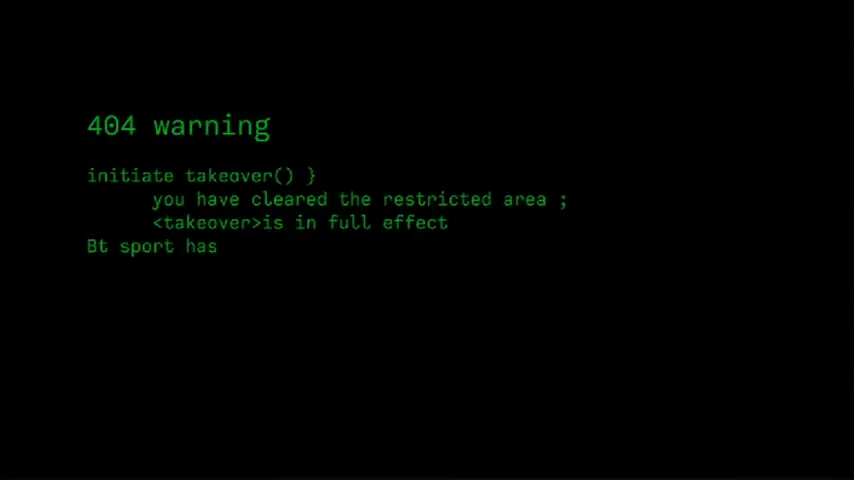 404 warning
initiate takeover() }
you have cleared the restricted area ;
<takeover>is in full effect
Bt sport has